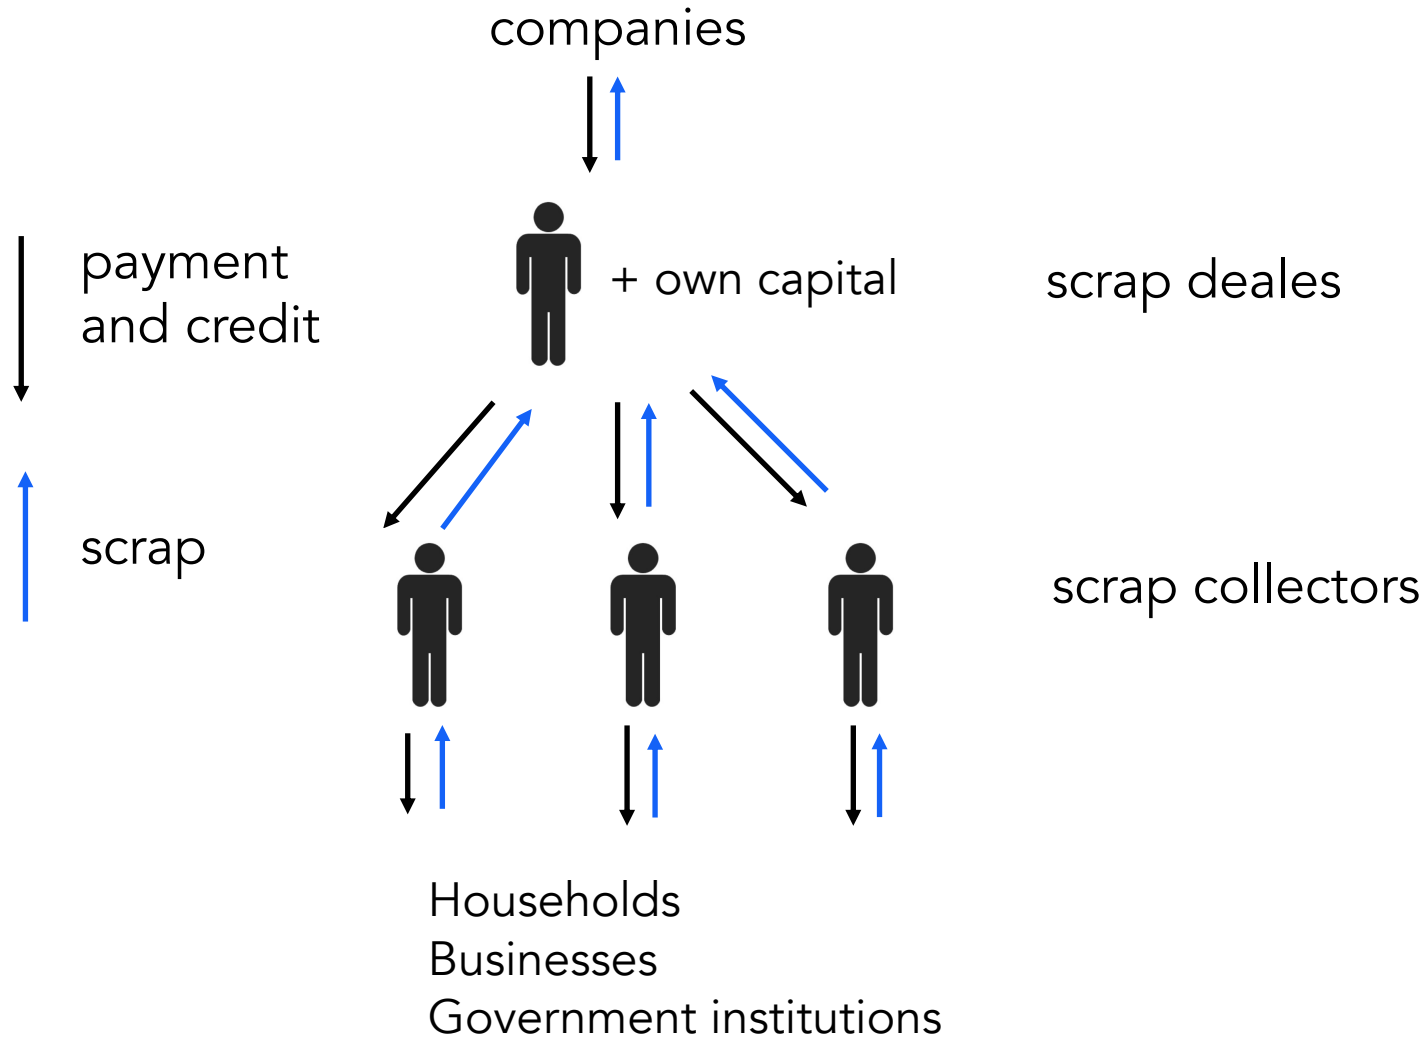 companies
payment
and credit
+ own capital
scrap deales
scrap
scrap collectors
Households
Businesses
Government institutions